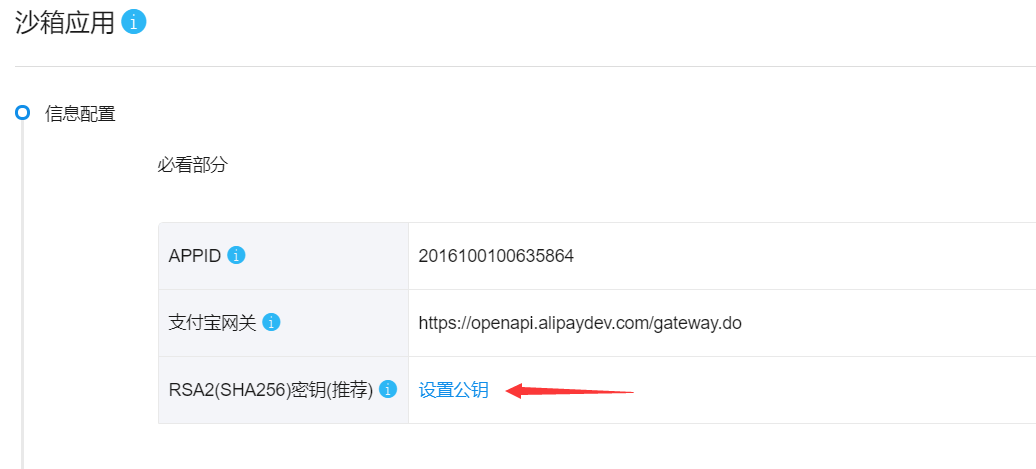 沙箱应用
信息配置
必看部分
APPID 2016100100635864
支付宝网关 https://openapi.alipaydev.com/gateway.do
RSA2(SHA256)密钥(推荐) 设置公钥